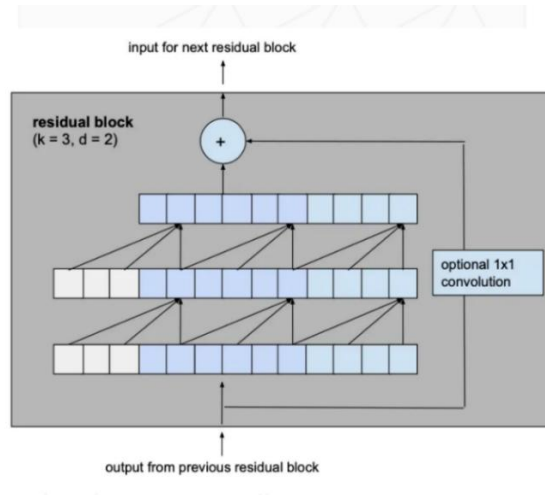 input for next residual block
residual block
(k = 3, d = 2)
+
optional 1x1
convolution
output from previous residual block